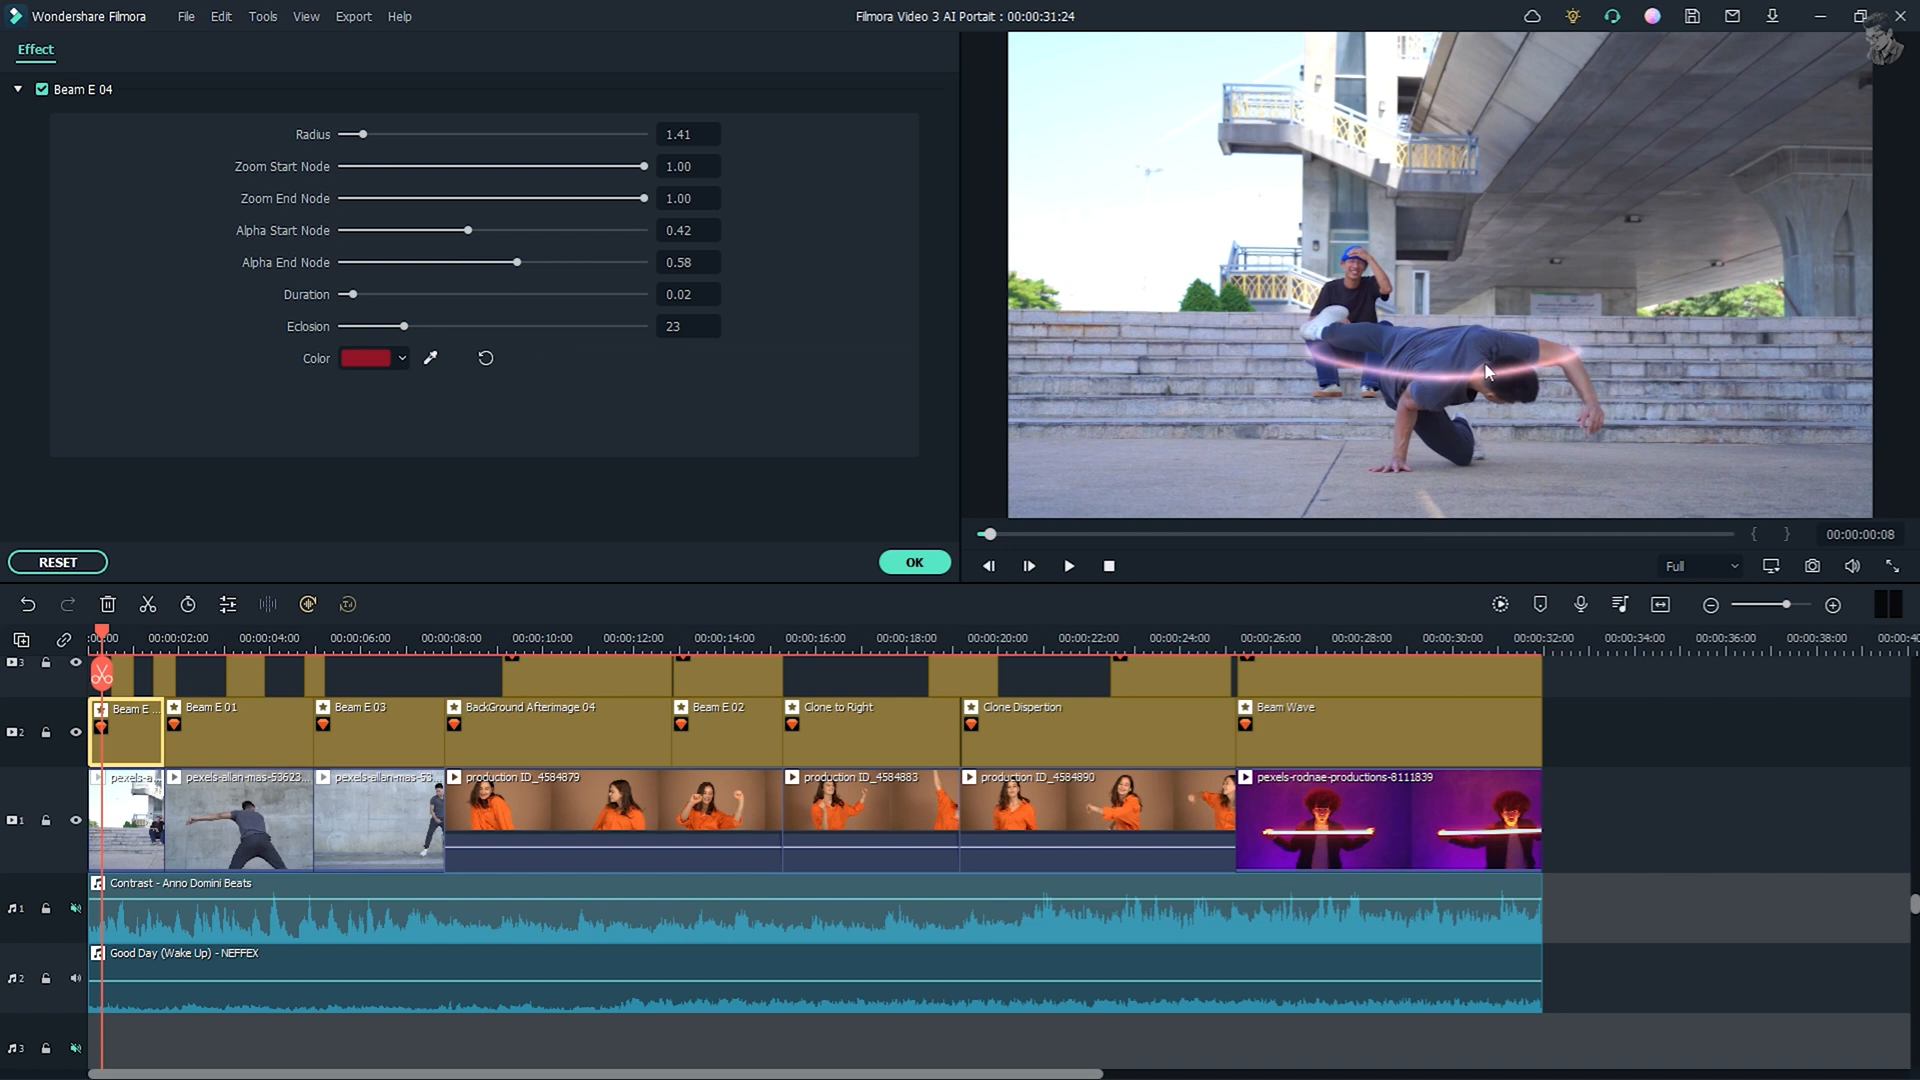 Wondershare Filmora File Edit Tools View Export Help Filmora Video 3 AI Portait : 00:00:31:24
Effect
Beam E 04
Radius 1.41
Zoom Start Node 1.00
Zoom End Node 1.00
Alpha Start Node 0.42
Alpha End Node 0.58
Duration 0.02
Eclosion 23
Color
{ } 00:00:00:08
RESET OK Full
:00:00 00:00:02:00 00:00:04:00 00:00:06:00 00:00:08:00 00:00:10:00 00:00:12:00 00:00:14:00 00:00:16:00 00:00:18:00 00:00:20:00 00:00:22:00 00:00:24:00 00:00:26:00 00:00:28:00 00:00:30:00 00:00:32:00 00:00:34:00 00:00:36:00 00:00:38:00 00:00:40
3
Beam E ... Beam E 01 Beam E 03 BackGround Afterimage 04 Beam E 02 Clone to Right Clone Dispertion Beam Wave
2
pexels-a... pexels-allan-mas-53623... pexels-allan-mas-53... production ID_4584879 production ID_4584883 production ID_4584890 pexels-rodnae-productions-8111839
1
Contrast - Anno Domini Beats
1
Good Day (Wake Up) - NEFFEX
2
3